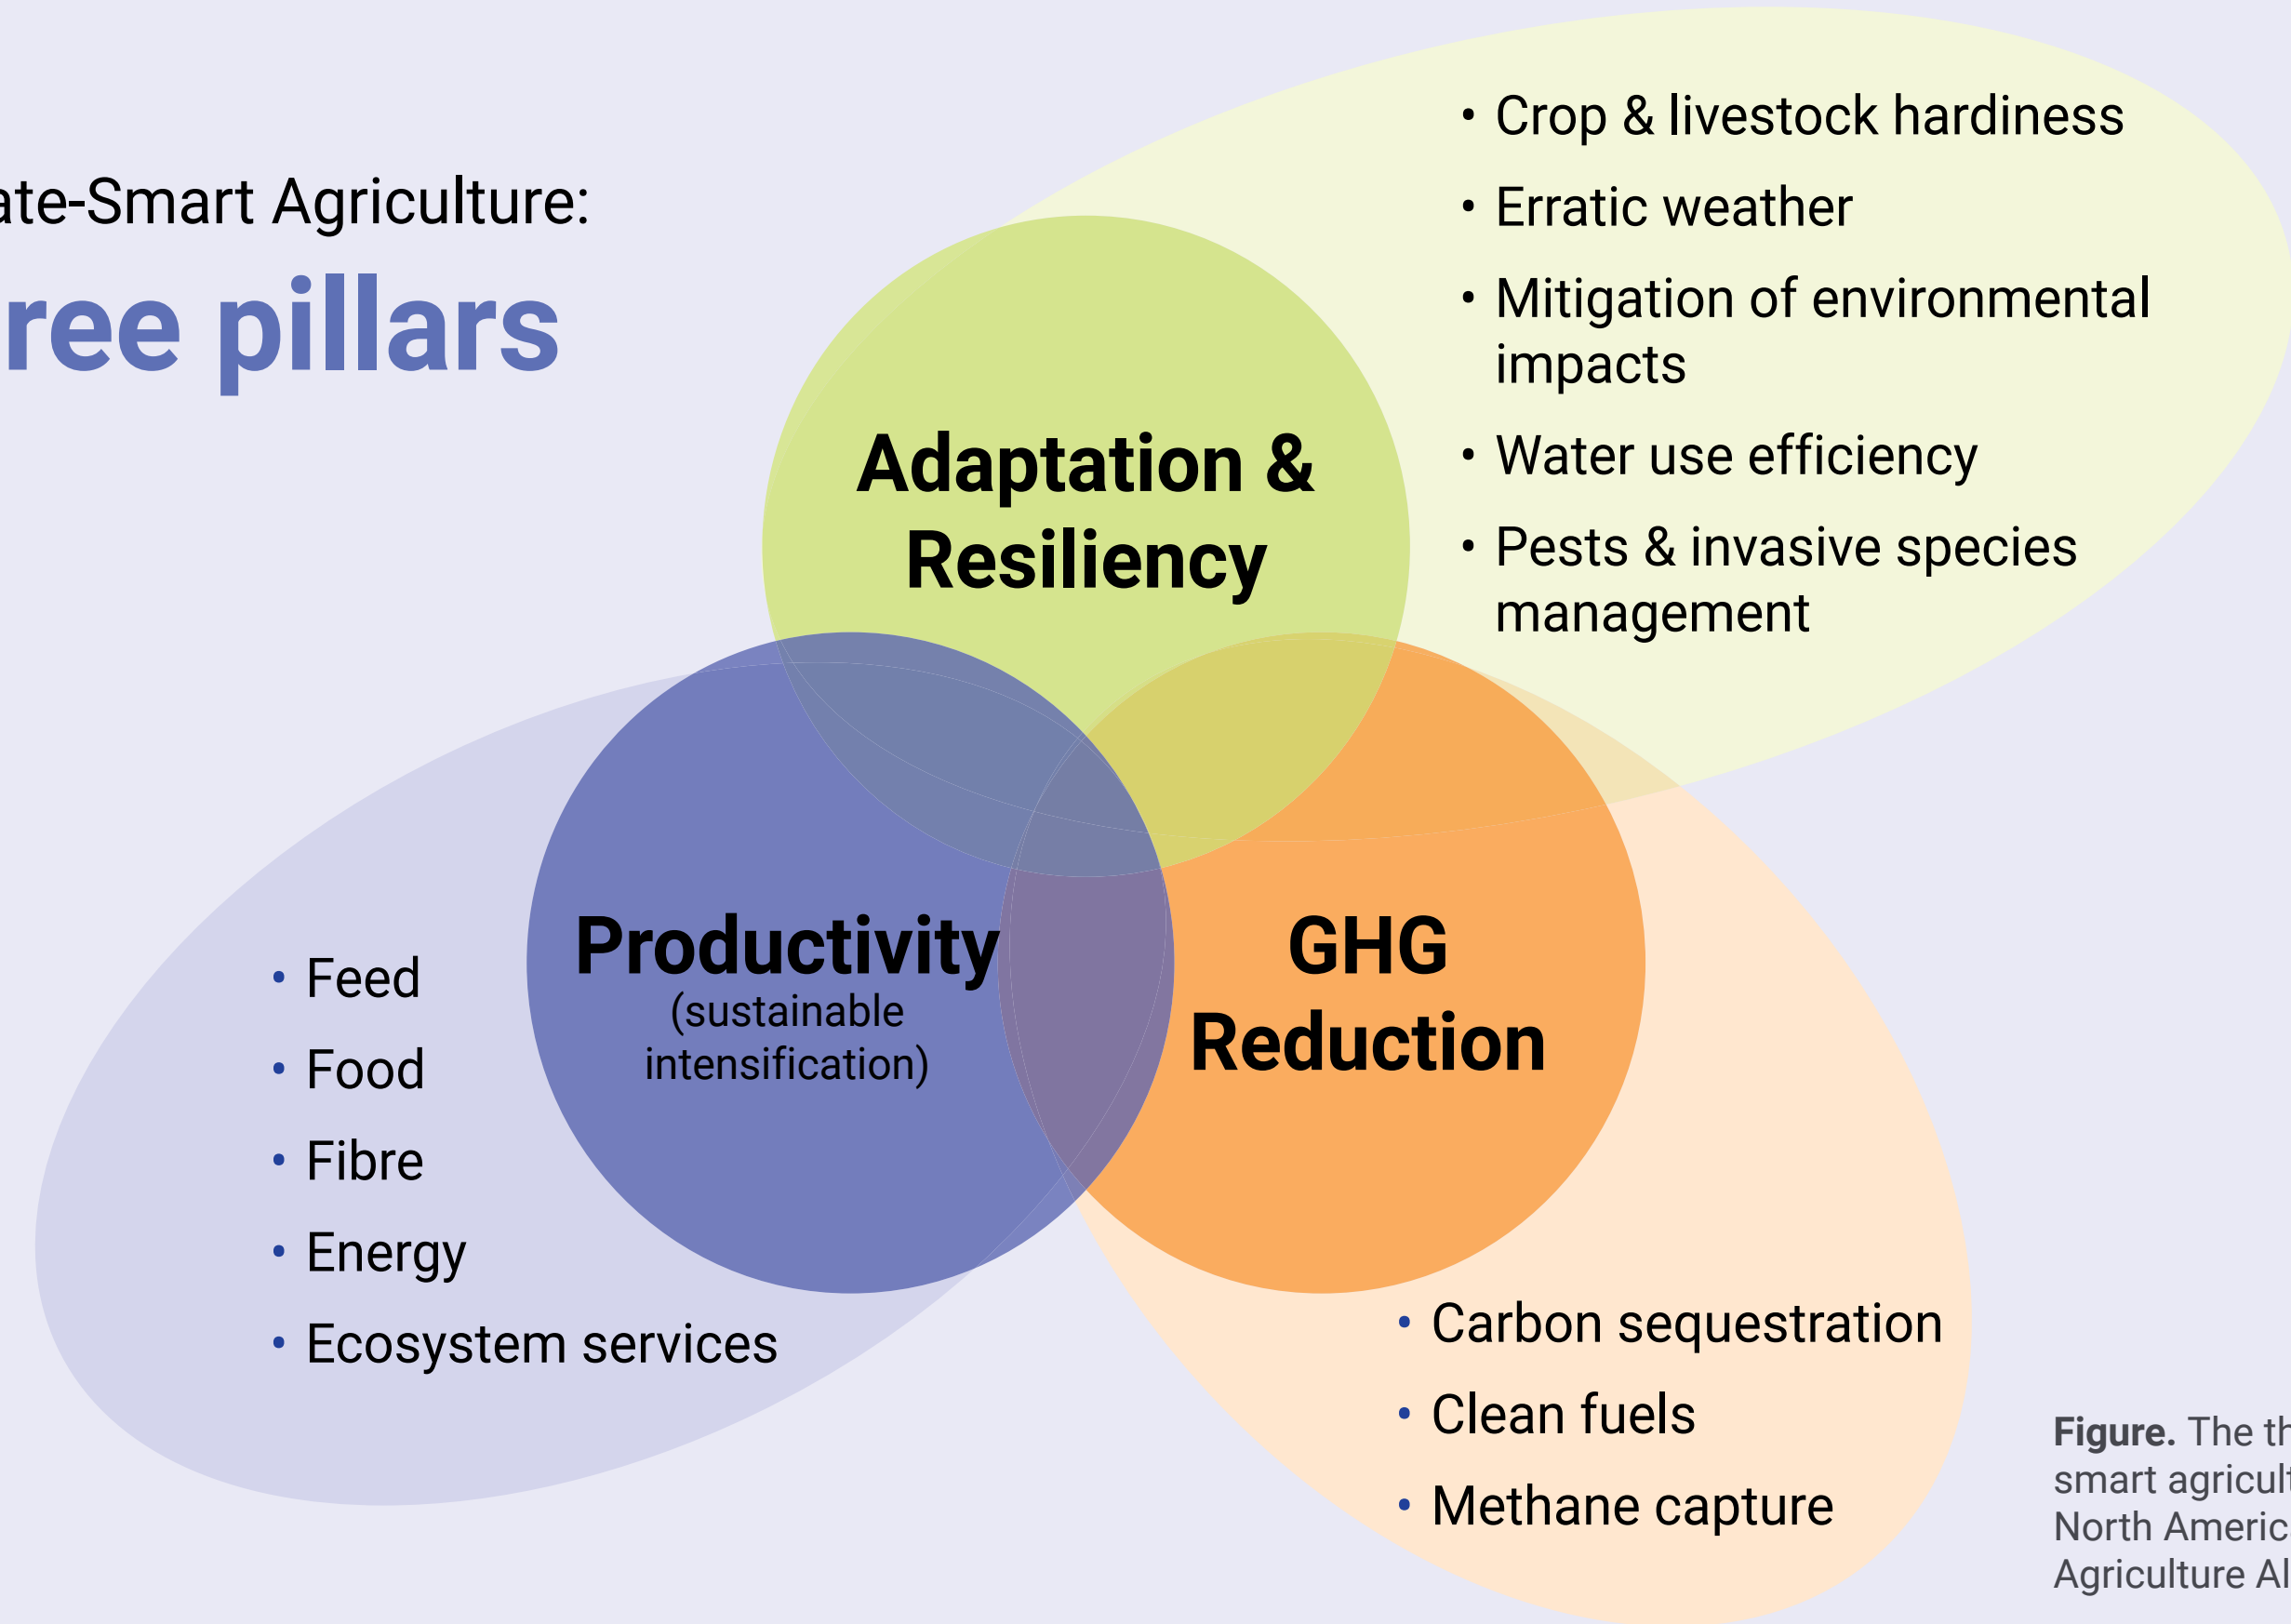 ate-Smart Agriculture:
ree pillars
• Crop & livestock hardiness
• Erratic weather
• Mitigation of environmental
impacts
• Water use efficiency
• Pests & invasive species
management
Adaptation &
Resiliency
Productivity
(sustainable
intensification)
GHG
Reduction
• Feed
• Food
• Fibre
• Energy
• Ecosystem services
• Carbon sequestration
• Clean fuels
• Methane capture
Figure. The th
smart agricult
North Americ
Agriculture Al